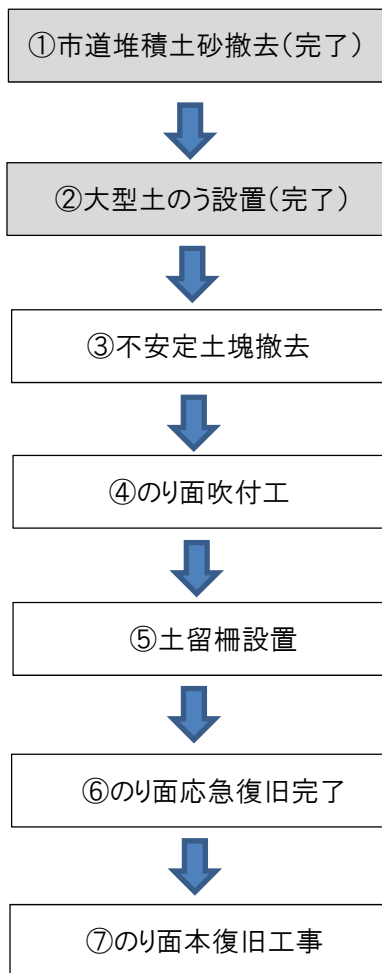 ①市道堆積土砂撤去(完了)
②大型土のう設置(完了)
③不安定土塊撤去
④のり面吹付工
⑤土留柵設置
⑥のり面応急復旧完了
⑦のり面本復旧工事